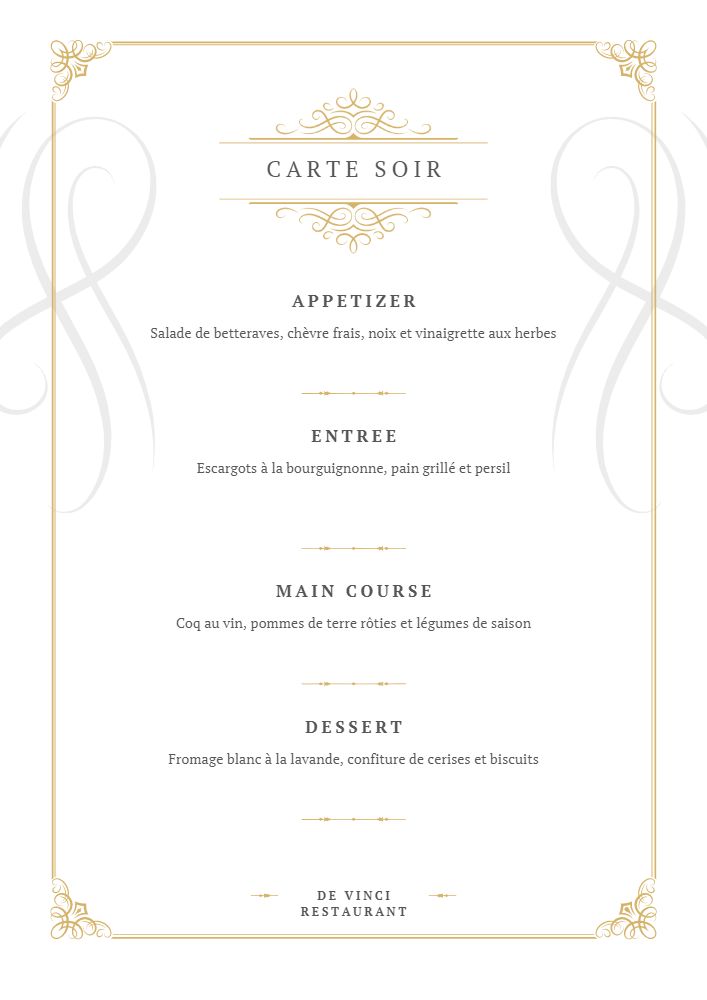 CARTE SOIR
APPETIZER
Salade de betteraves, chèvre frais, noix et vinaigrette aux herbes
ENTREE
Escargots à la bourguignonne, pain grillé et persil
MAIN COURSE
Coq au vin, pommes de terre rôties et légumes de saison
DESSERT
Fromage blanc à la lavande, confiture de cerises et biscuits
DE VINCI
RESTAURANT